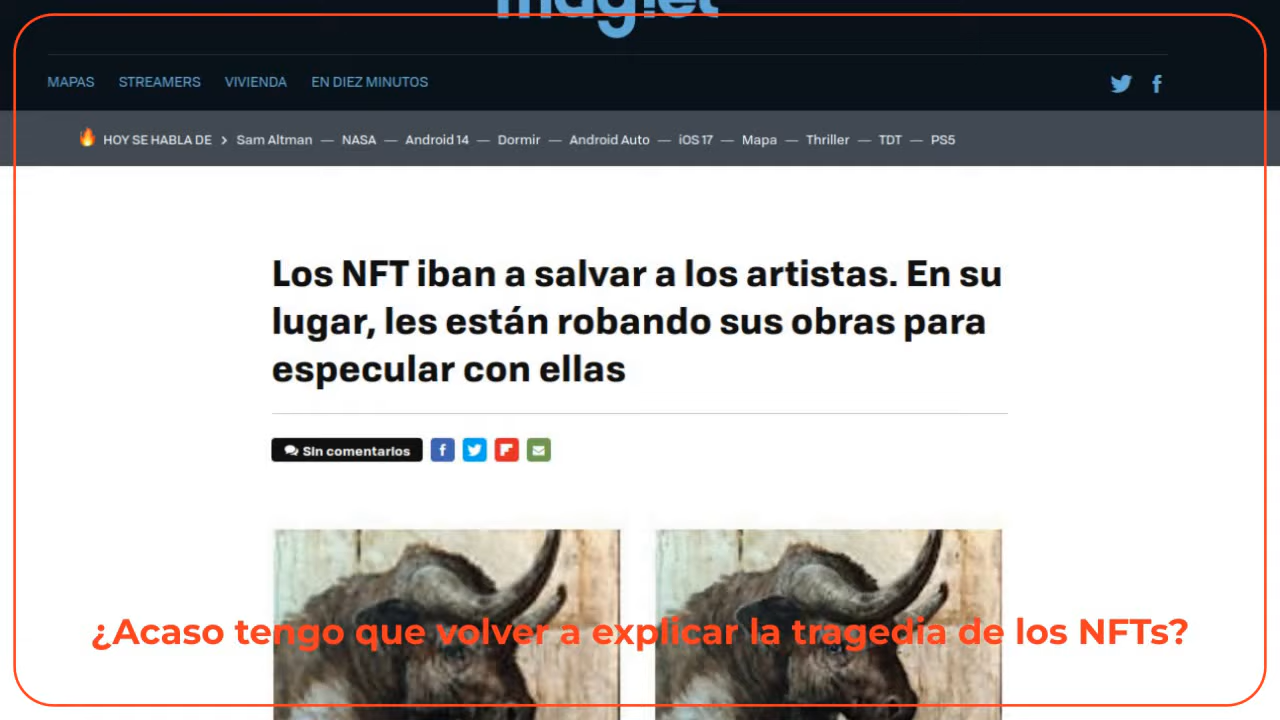 magnet
MAPAS STREAMERS VIVIENDA EN DIEZ MINUTOS
HOY SE HABLA DE > Sam Altman — NASA — Android 14 — Dormir — Android Auto — iOS 17 — Mapa — Thriller — TDT — PS5
Los NFT iban a salvar a los artistas. En su
lugar, les están robando sus obras para
especular con ellas
Sin comentarios
¿Acaso tengo que volver a explicar la tragedia de los NFTs?